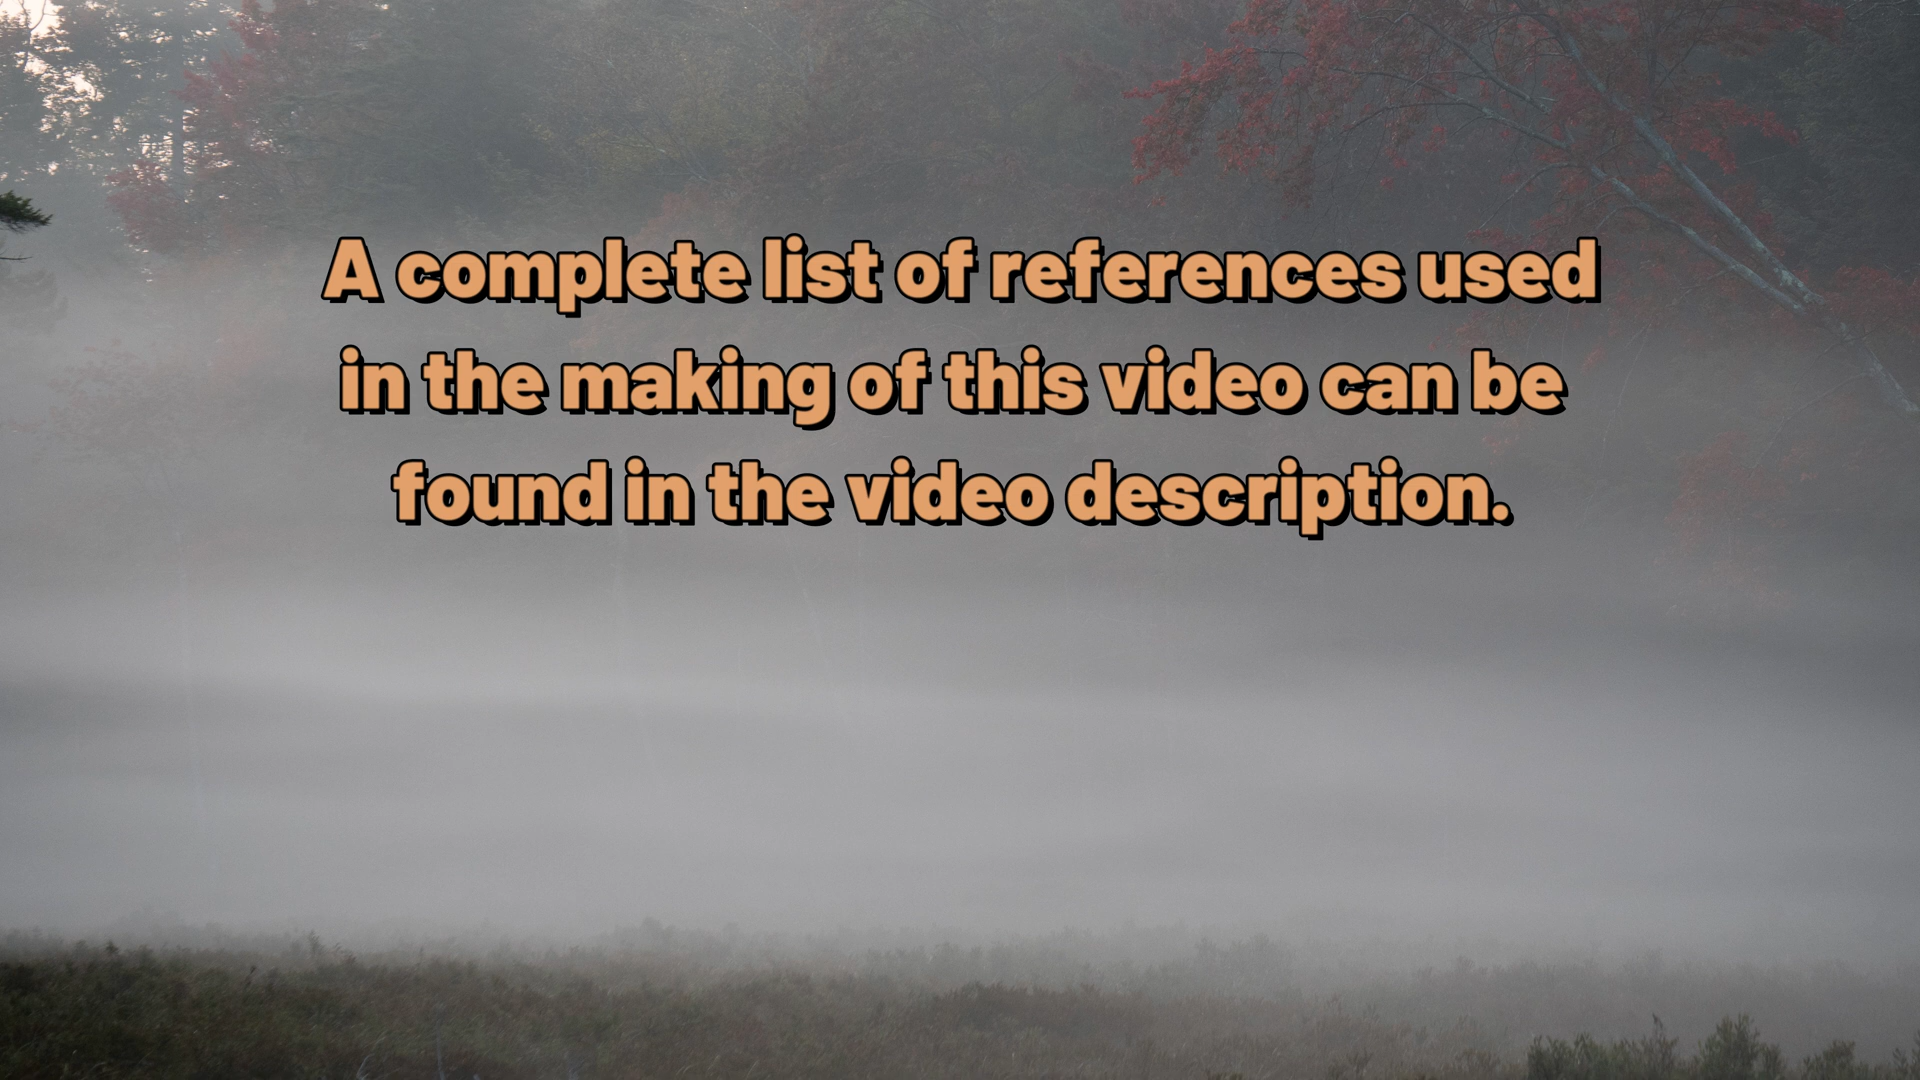 A complete list of references used
in the making of this video can be
found in the video description.